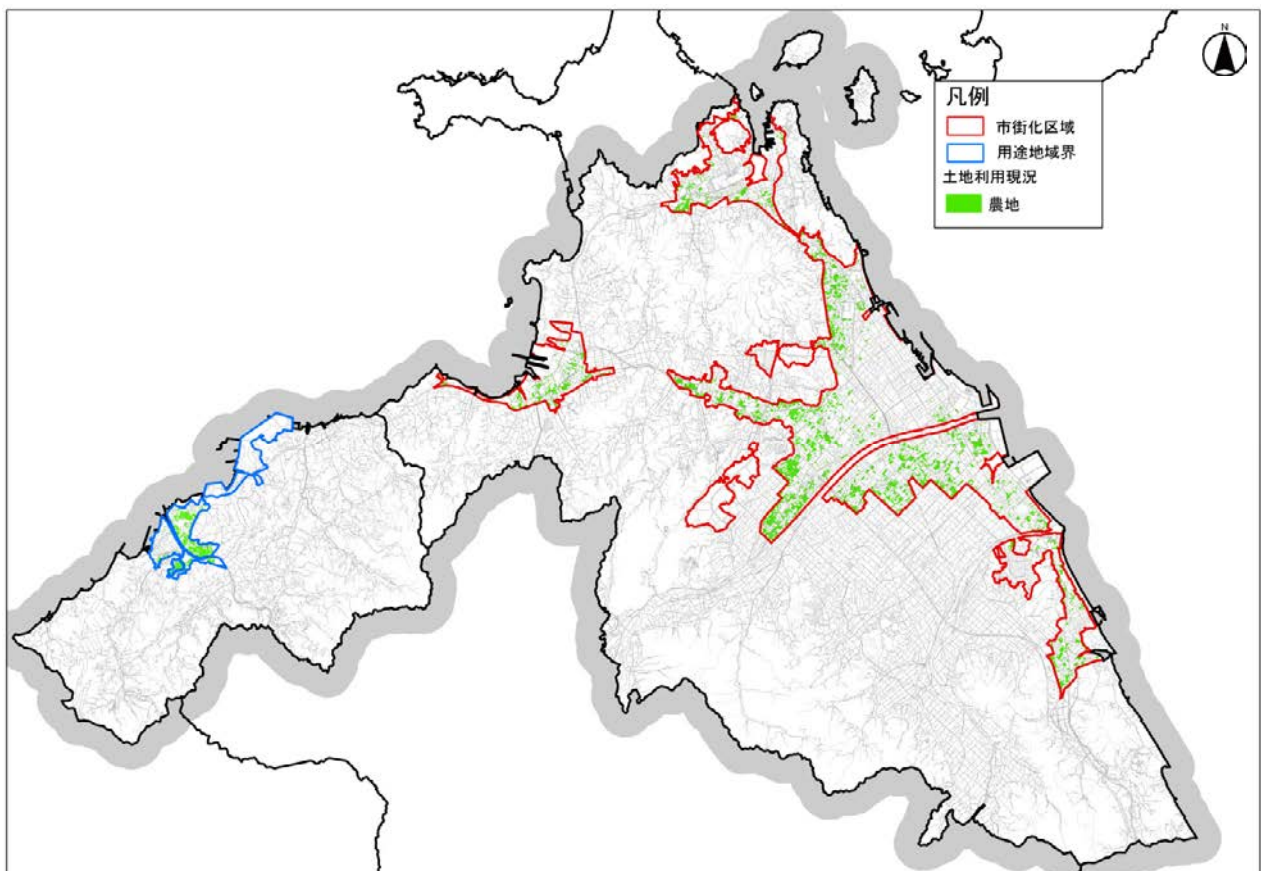 N
凡例
市街化区域
用途地域界
土地利用現況
農地